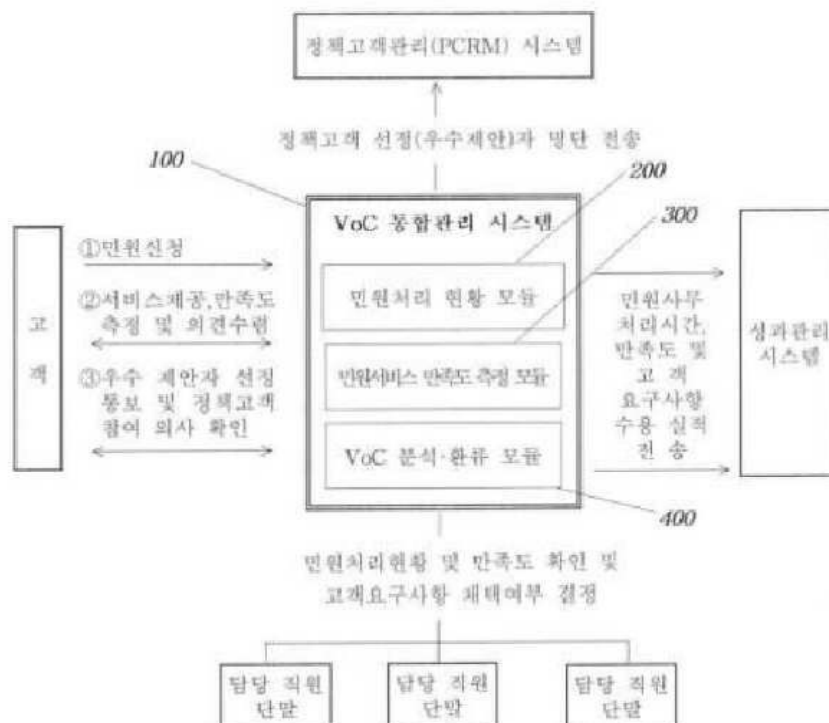 정책고객관리(PCRM) 시스템
정책고객 선정(우수제안)자 명단 전송
100
200
300
VoC 통합관리 시스템
고
객
①민원신청
②서비스제공,만족도
측정 및 의견수렴
③우수 제안자 선정
통보 및 정책고객
참여 의사 확인
민원처리 현황 모듈
민원서비스 만족도 측정 모듈
VoC 분석·환류 모듈
민원사무
처리시간,
만족도 및
고 객
요구사항
수용 실적
전 송
성과관리
시스템
400
민원처리현황 및 만족도 확인 및
고객요구사항 채택여부 결정
담당 직원
단말
담당 직원
단말
담당 직원
단말